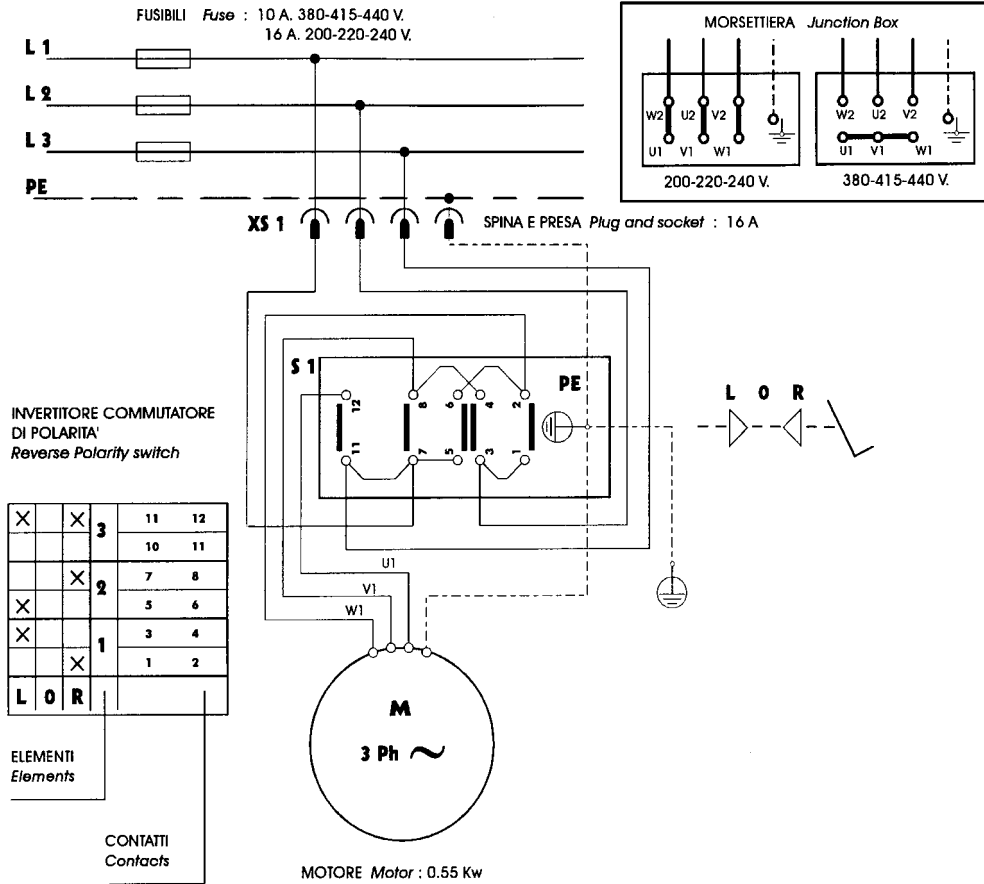 FUSIBILI Fuse : 10 A. 380-415-440 V.
16 A. 200-220-240 V.
L 1
L 2
L 3
PE
XS 1
SPINA E PRESA Plug and socket : 16 A
MORSETTIERA Junction Box
W2 U2 V2
U1 V1 W1
200-220-240 V.
W2 U2 V2
U1 V1 W1
380-415-440 V.
S 1
12 8 6 4 2
11 7 5 3 1
PE
L O R
INVERTITORE COMMUTATORE
DI POLARITA'
Reverse Polarity switch
X X 3 11 12
10 11
X 2 7 8
X 5 6
X 1 3 4
X 1 2
L O R
ELEMENTI
Elements
CONTATTI
Contacts
U1
V1
W1
M
3 Ph ~
MOTORE Motor : 0.55 Kw